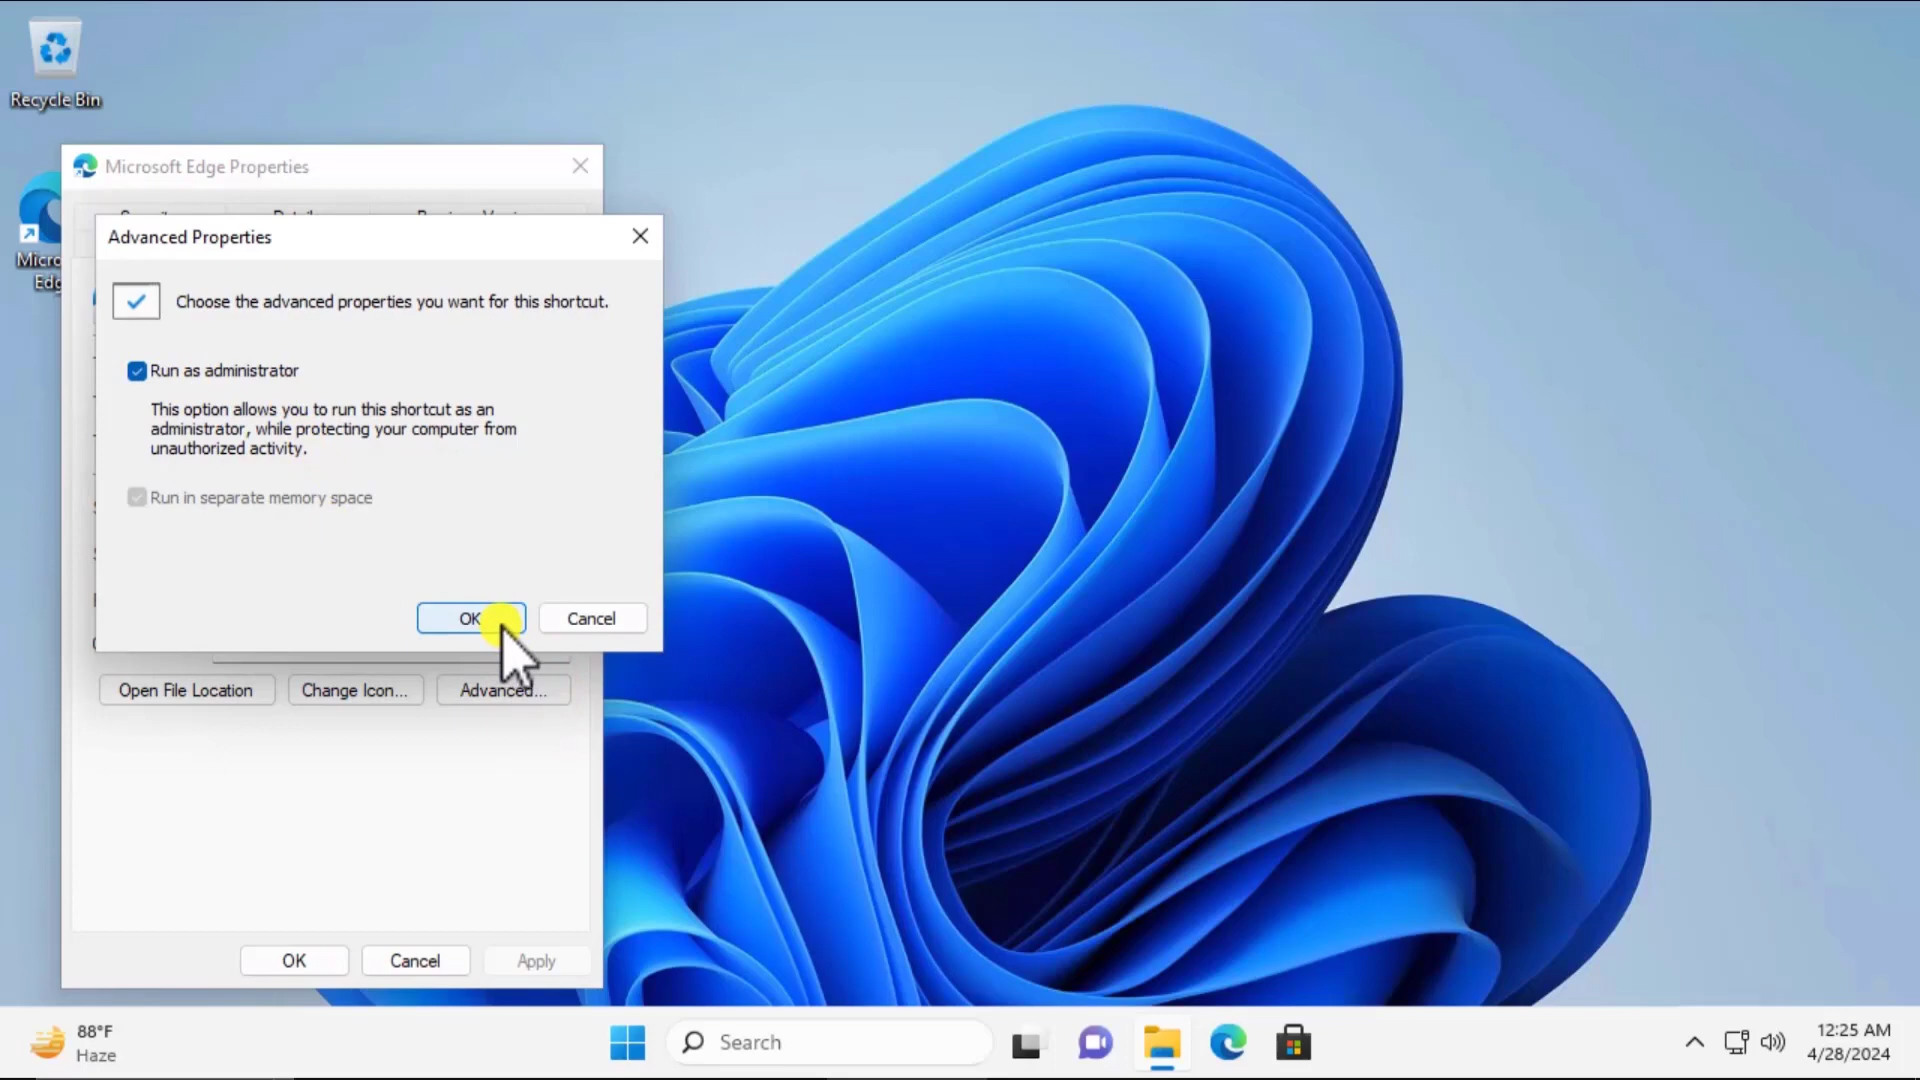 Recycle Bin
Microsoft Edge Properties
Advanced Properties
Choose the advanced properties you want for this shortcut.
Run as administrator
This option allows you to run this shortcut as an
administrator, while protecting your computer from
unauthorized activity.
Run in separate memory space
OK
Cancel
Open File Location
Change Icon...
Advanced...
OK
Cancel
Apply
88°F
Haze
Search
12:25 AM
4/28/2024